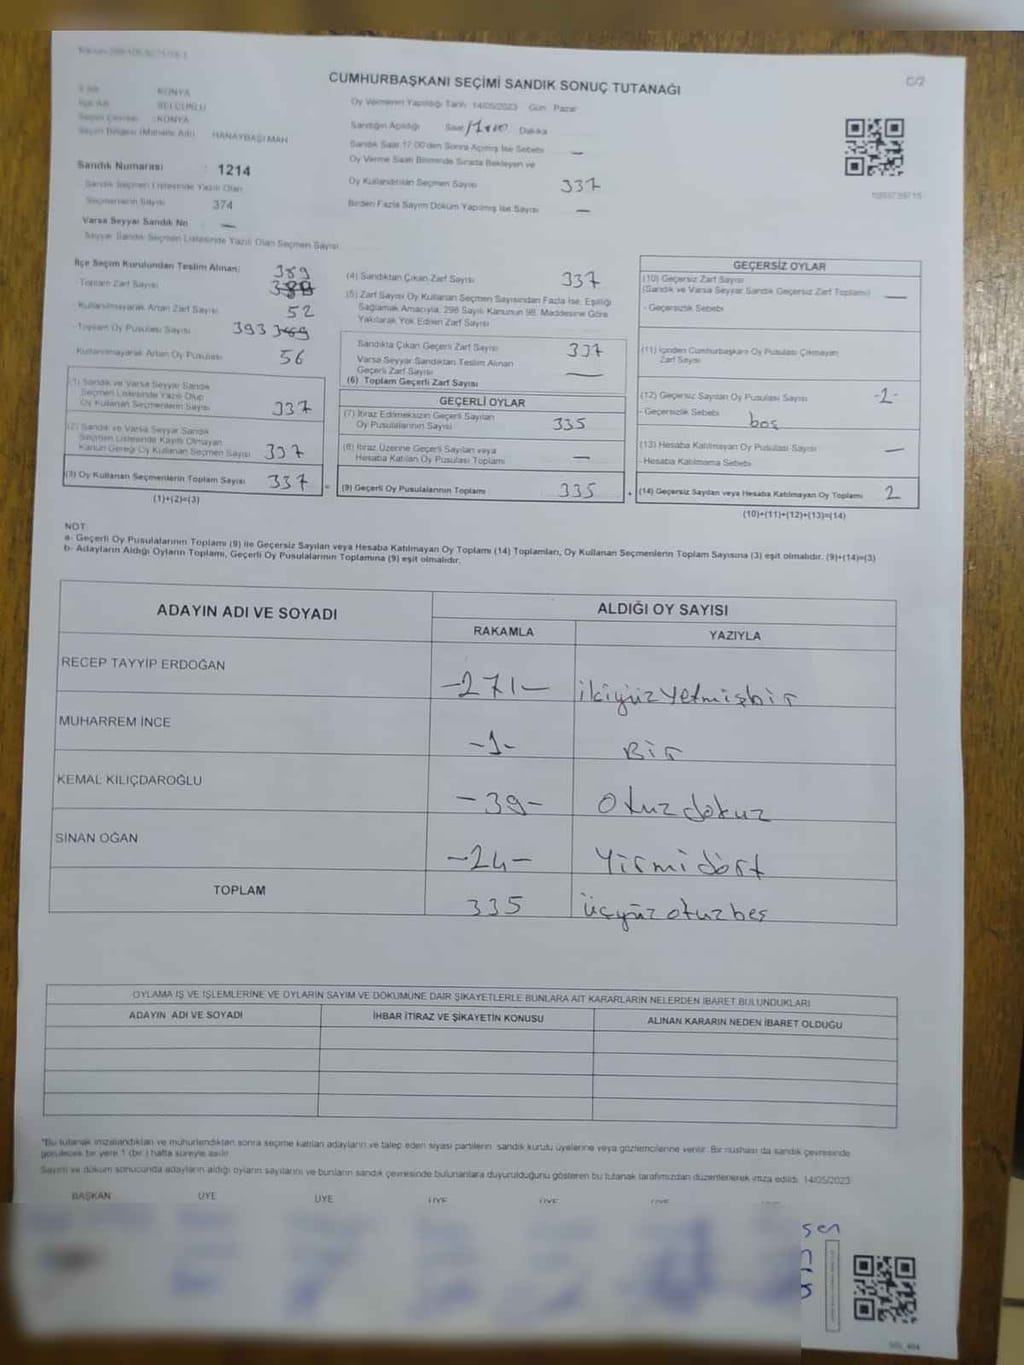 C/2
CUMHURBAŞKANI SEÇİMİ SANDIK SONUÇ TUTANAĞI
Oy Vermenin Yapıldığı Tarih 14/05/2023 Gün Pazar
KONYA
SELÇUKLU
KONYA
Seçim Bölgesi (Mahalle Adı) HANAYBAŞI MAH
Sandığın Açıldığı Saat Dakika
Sandık Saat 17.00'den Sonra Açılmış İse Sebebi —
Oy Verme Saati Bitiminde Sırada Bekleyen ve
Oy Kullandırılan Seçmen Sayısı 337
Birden Fazla Sayım Döküm Yapılmış İse Sayısı —
Sandık Numarası : 1214
Sandık Seçmen Listesinde Yazılı Olan
Seçmenlerin Sayısı 374
Varsa Seyyar Sandık No —
Seyyar Sandık Seçmen Listesinde Yazılı Olan Seçmen Sayısı
İlçe Seçim Kurulundan Teslim Alınan;
389
- Toplam Zarf Sayısı 388
- Kullanılmayarak Artan Zarf Sayısı 52
- Toplam Oy Pusulası Sayısı 393 389
Kullanılmayarak Artan Oy Pusulası 56
(1) Sandık ve Varsa Seyyar Sandık
Seçmen Listesinde Yazılı Olup
Oy Kullanan Seçmenlerin Sayısı 337
(2) Sandık ve Varsa Seyyar Sandık
Seçmen Listesinde Kayıtlı Olmayan
Kanun Gereği Oy Kullanan Seçmen Sayısı 337
(3) Oy Kullanan Seçmenlerin Toplam Sayısı 337
(1)+(2)=(3)
(4) Sandıktan Çıkan Zarf Sayısı 337
(5) Zarf Sayısı Oy Kullanan Seçmen Sayısından Fazla İse, Eşitliği
Sağlamak Amacıyla, 298 Sayılı Kanunun 98. Maddesine Göre
Yakılarak Yok Edilen Zarf Sayısı
Sandıkta Çıkan Geçerli Zarf Sayısı 337
Varsa Seyyar Sandıktan Teslim Alınan
Geçerli Zarf Sayısı —
(6) Toplam Geçerli Zarf Sayısı
GEÇERLİ OYLAR
(7) İtiraz Edilmeksizin Geçerli Sayılan
Oy Pusulalarının Sayısı 335
(8) İtiraz Üzerine Geçerli Sayılan veya
Hesaba Katılan Oy Pusulası Toplamı —
(9) Geçerli Oy Pusulalarının Toplamı 335
GEÇERSİZ OYLAR
(10) Geçersiz Zarf Sayısı
(Sandık ve Varsa Seyyar Sandık Geçersiz Zarf Toplamı) —
- Geçersizlik Sebebi
(11) İçinden Cumhurbaşkanı Oy Pusulası Çıkmayan
Zarf Sayısı
(12) Geçersiz Sayılan Oy Pusulası Sayısı -2-
- Geçersizlik Sebebi boş
(13) Hesaba Katılmayan Oy Pusulası Sayısı —
- Hesaba Katılmama Sebebi
(14) Geçersiz Sayılan veya Hesaba Katılmayan Oy Toplamı 2
(10)+(11)+(12)+(13)=(14)
NOT:
a- Geçerli Oy Pusulalarının Toplamı (9) ile Geçersiz Sayılan veya Hesaba Katılmayan Oy Toplamı (14) Toplamları, Oy Kullanan Seçmenlerin Toplam Sayısına (3) eşit olmalıdır. (9)+(14)=(3)
b- Adayların Aldığı Oyların Toplamı, Geçerli Oy Pusulalarının Toplamına (9) eşit olmalıdır.
ADAYIN ADI VE SOYADI
ALDIĞI OY SAYISI
RAKAMLA YAZIYLA
RECEP TAYYİP ERDOĞAN -271- ikiyüzyetmişbir
MUHARREM İNCE -1- Bir
KEMAL KILIÇDAROĞLU -39- Otuzdokuz
SİNAN OĞAN -24- Yirmidört
TOPLAM 335 üçyüzotuzbeş
OYLAMA İŞ VE İŞLEMLERİNE VE OYLARIN SAYIM VE DÖKÜMÜNE DAİR ŞİKAYETLERLE BUNLARA AİT KARARLARIN NELERDEN İBARET BULUNDUKLARI
ADAYIN ADI VE SOYADI İHBAR İTİRAZ VE ŞİKAYETİN KONUSU ALINAN KARARIN NEDEN İBARET OLDUĞU
*Bu tutanak imzalandıktan ve mühürlendikten sonra seçime katılan adayların ve talep eden siyasi partilerin sandık kurulu üyelerine veya gözlemcilerine verilir. Bir nüshası da sandık çevresinde
görülecek bir yere 1 (bir) hafta süreyle asılır.
Sayım ve döküm sonucunda adayların aldığı oyların sayılarını ve bunların sandık çevresinde bulunanlara duyurulduğunu gösteren bu tutanak tarafımızdan düzenlenerek imza edildi. 14/05/2023
BAŞKAN ÜYE ÜYE ÜYE ÜYE ÜYE
sen